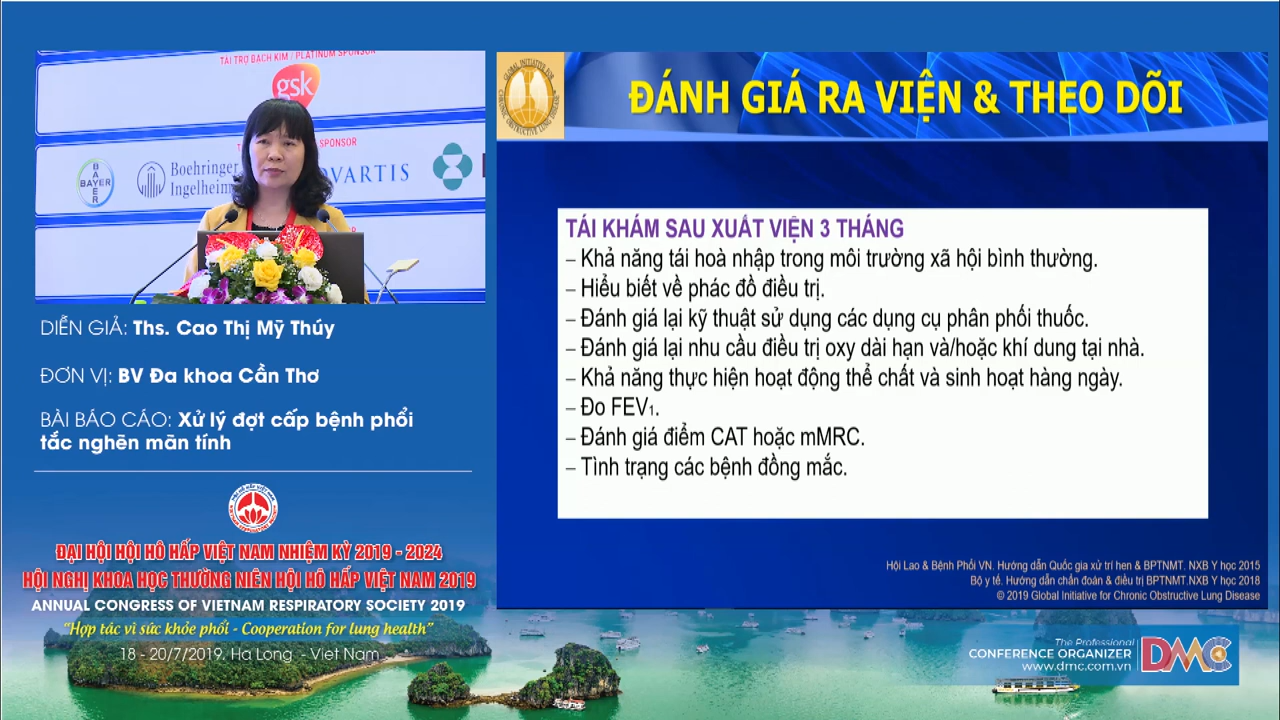 TÀI TRỢ BẠCH KIM / PLATINUM SPONSOR
gsk
SPONSOR
BAYER
BAYER
Boehringer
Ingelheim
DIỄN GIẢ: Ths. Cao Thị Mỹ Thúy
ĐƠN VỊ: BV Đa khoa Cần Thơ
BÀI BÁO CÁO: Xử lý đợt cấp bệnh phổi
tắc nghẽn mãn tính
ĐẠI HỘI HỘI HÔ HẤP VIỆT NAM NHIỆM KỲ 2019 - 2024
HỘI NGHỊ KHOA HỌC THƯỜNG NIÊN HỘI HÔ HẤP VIỆT NAM 2019
ANNUAL CONGRESS OF VIETNAM RESPIRATORY SOCIETY 2019
“Hợp tác vì sức khỏe phổi - Cooperation for lung health”
18 - 20/7/2019. Ha Long - Viet Nam
GLOBAL INITIATIVE FOR
CHRONIC OBSTRUCTIVE LUNG DISEASE
ĐÁNH GIÁ RA VIỆN & THEO DÕI
TÁI KHÁM SAU XUẤT VIỆN 3 THÁNG
– Khả năng tái hoà nhập trong môi trường xã hội bình thường.
– Hiểu biết về phác đồ điều trị.
– Đánh giá lại kỹ thuật sử dụng các dụng cụ phân phối thuốc.
– Đánh giá lại nhu cầu điều trị oxy dài hạn và/hoặc khí dung tại nhà.
– Khả năng thực hiện hoạt động thể chất và sinh hoạt hàng ngày.
– Đo FEV1.
– Đánh giá điểm CAT hoặc mMRC.
– Tình trạng các bệnh đồng mắc.
Hội Lao & Bệnh Phổi VN. Hướng dẫn Quốc gia xử trí hen & BPTNMT.NXB Y học 2015
Bộ y tế. Hướng dẫn chẩn đoán & điều trị BPTNMT.NXB Y học 2018
© 2019 Global Initiative for Chronic Obstructive Lung Disease
The Professional
CONFERENCE ORGANIZER
www.dmc.com.vn
DMC